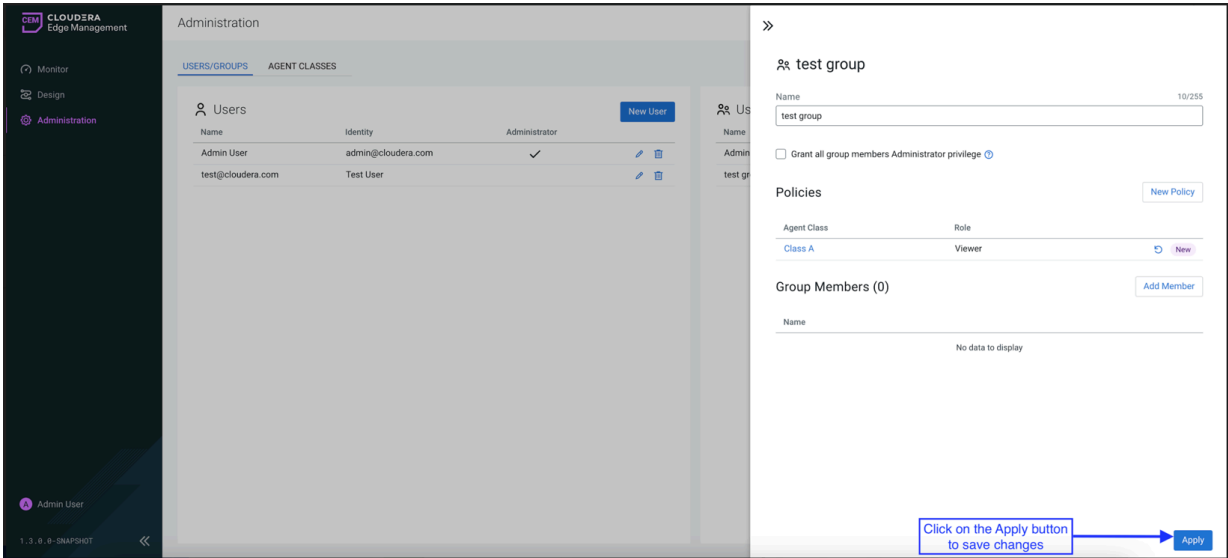 CEM CLOUDERA
Edge Management
Monitor
Design
Administration
Admin User
1.3.0.0-SNAPSHOT
Administration
USERS/GROUPS AGENT CLASSES
Users
New User
Name Identity Administrator
Admin User admin@cloudera.com
test@cloudera.com Test User
Us
Name
Admin
test gr
test group
Name 10/255
test group
Grant all group members Administrator privilege
Policies
New Policy
Agent Class Role
Class A Viewer New
Group Members (0)
Add Member
Name
No data to display
Click on the Apply button
to save changes
Apply